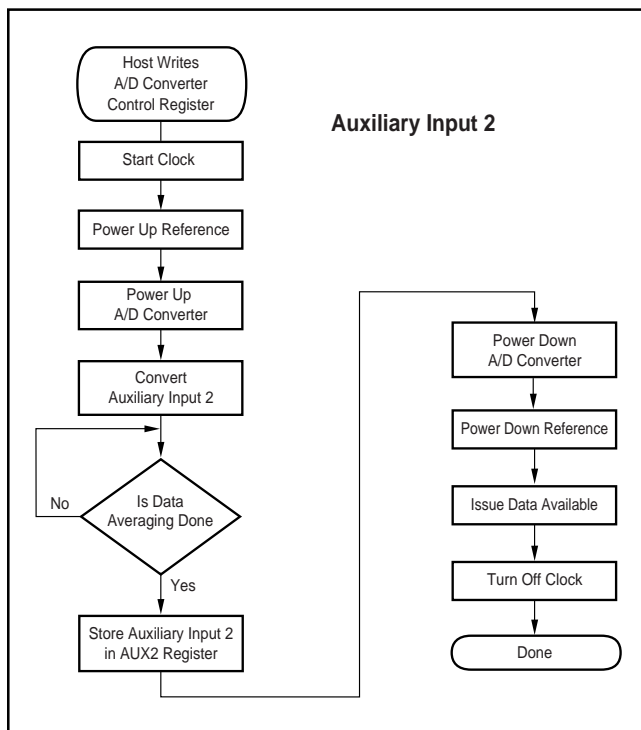 Host Writes
A/D Converter
Control Register
Auxiliary Input 2
Start Clock
Power Up Reference
Power Up
A/D Converter
Convert
Auxiliary Input 2
Is Data
Averaging Done
No
Yes
Store Auxiliary Input 2
in AUX2 Register
Power Down
A/D Converter
Power Down Reference
Issue Data Available
Turn Off Clock
Done